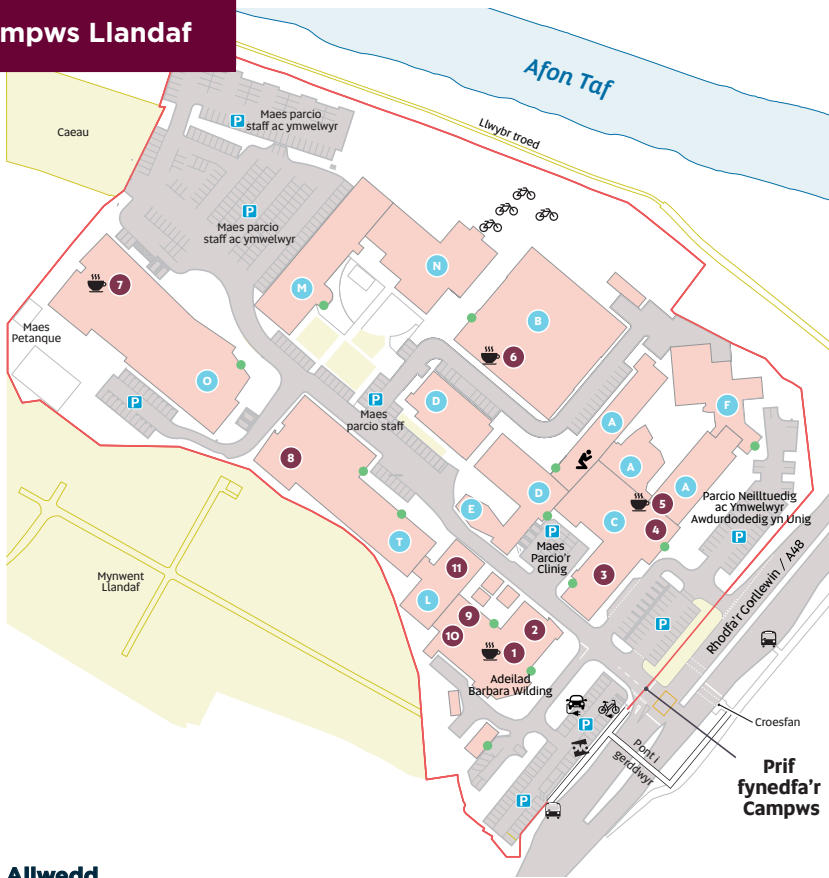 mpws Llandaf
Afon Taf
Llwybr troed
Caeau
P
Maes parcio
staff ac ymwelwyr
P
Maes parcio
staff ac ymwelwyr
N
M
7
B
6
Maes
Petanque
O
P
P
Maes
parcio staff
D
A
F
8
A
A
5
Parcio Neilltuedig
ac Ymwelwyr
Awdurdodedig yn Unig
P
D
E
C
4
P
Maes
Parcio'r
Clinig
T
3
Mynwent
Llandaf
11
L
9
10
2
1
Adeilad
Barbara Wilding
P
Rhodfa'r Gorllewin / A48
P
Croesfan
Pont i
gerddwyr
Prif
fynedfa'r
Campws
P
Allwedd